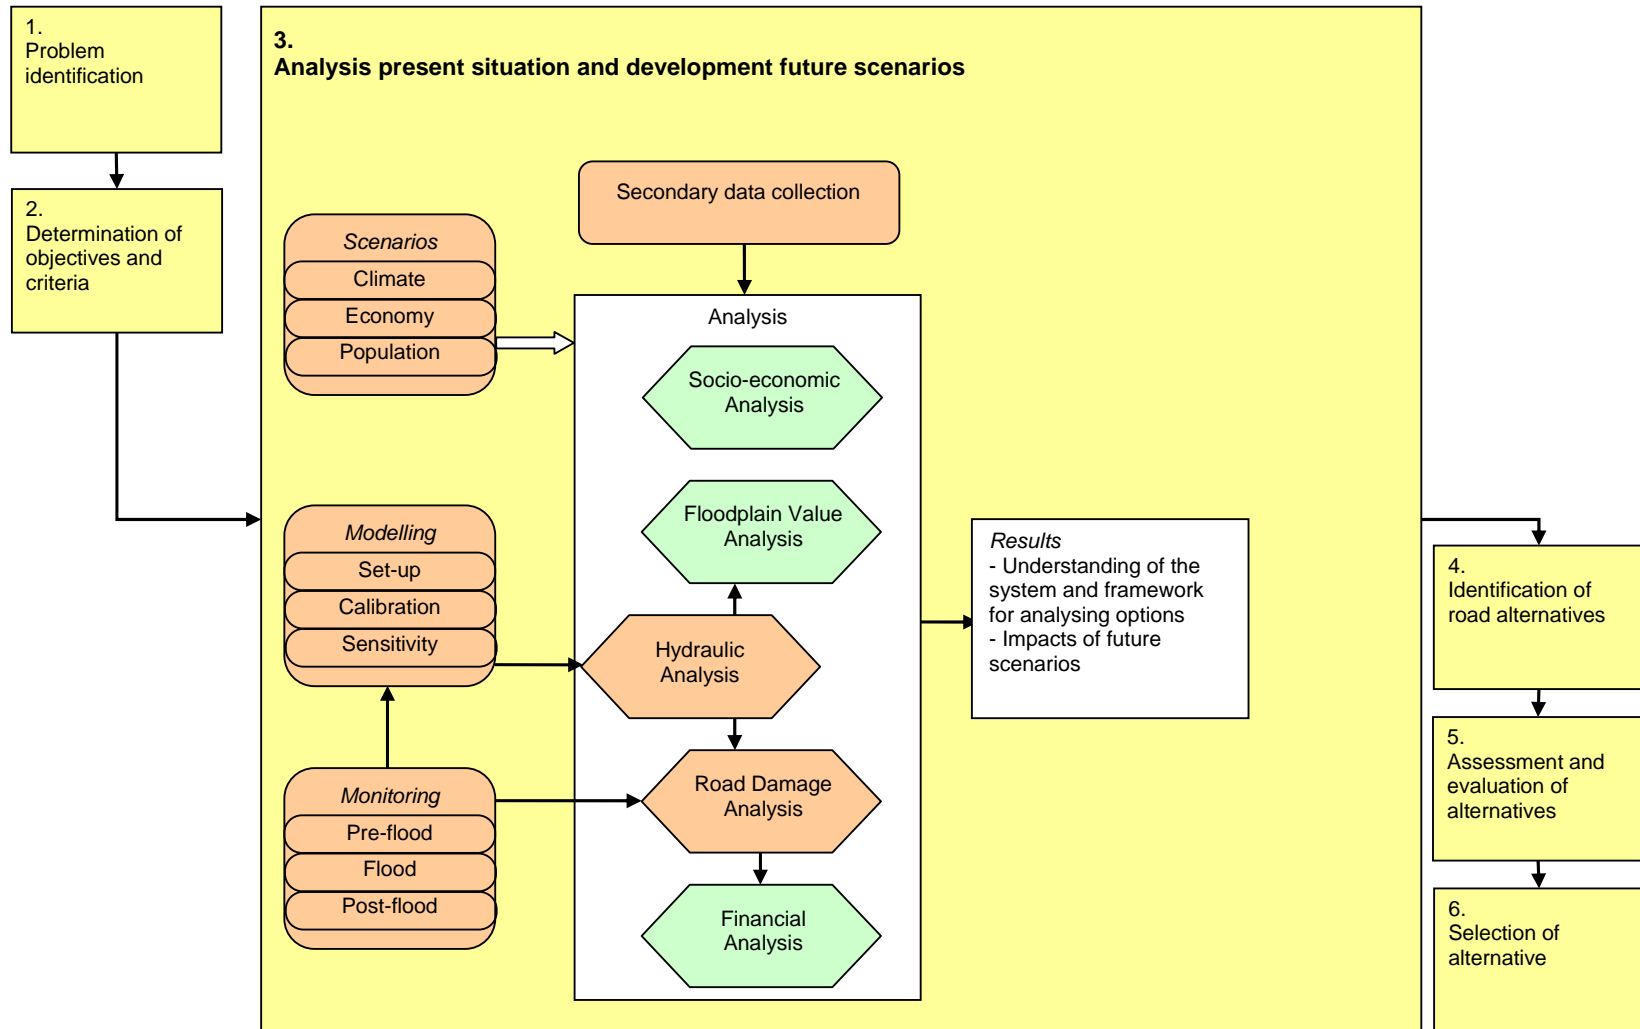 1.
Problem
identification
2.
Determination of
objectives and
criteria
3.
Analysis present situation and development future scenarios
Secondary data collection
Scenarios
Climate
Economy
Population
Analysis
Socio-economic
Analysis
Floodplain Value
Analysis
Modelling
Set-up
Calibration
Sensitivity
Hydraulic
Analysis
Monitoring
Pre-flood
Flood
Post-flood
Road Damage
Analysis
Financial
Analysis
Results
- Understanding of the
system and framework
for analysing options
- Impacts of future
scenarios
4.
Identification of
road alternatives
5.
Assessment and
evaluation of
alternatives
6.
Selection of
alternative